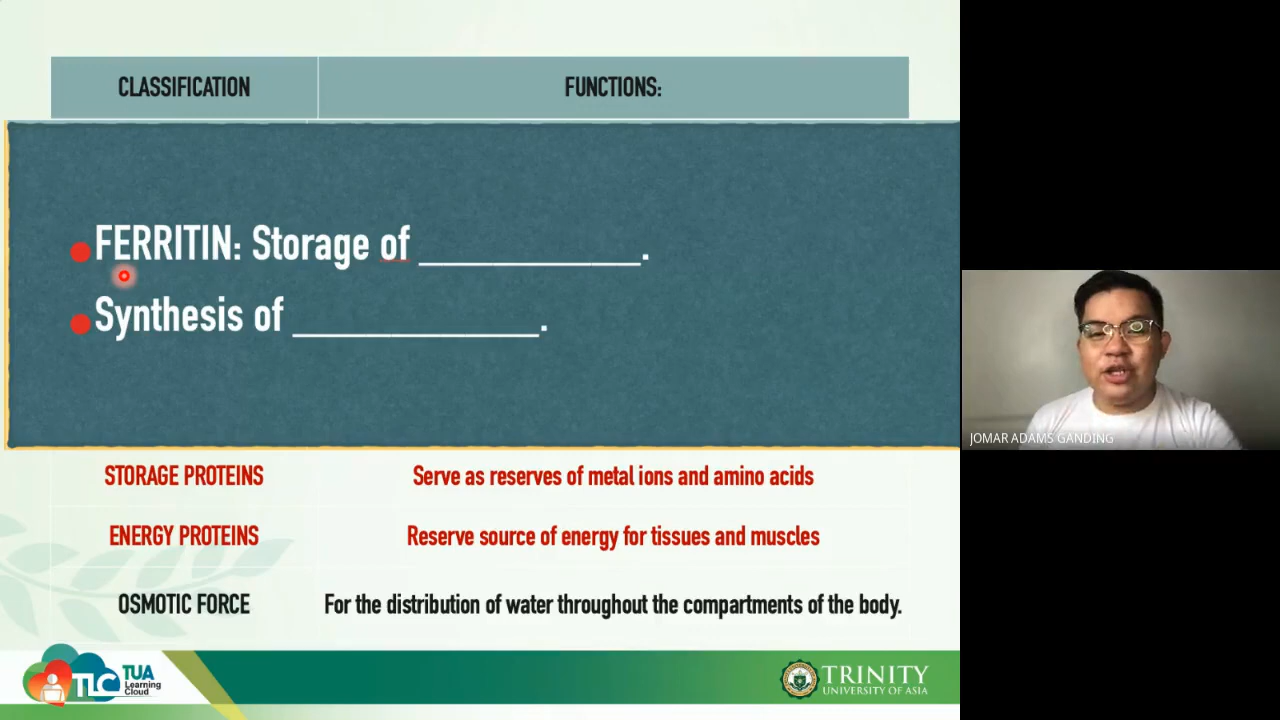 CLASSIFICATION
FUNCTIONS:
FERRITIN: Storage of ____________.
Synthesis of ______________.
STORAGE PROTEINS
Serve as reserves of metal ions and amino acids
ENERGY PROTEINS
Reserve source of energy for tissues and muscles
OSMOTIC FORCE
For the distribution of water throughout the compartments of the body.
TLC
TUA
Learning
Cloud
TRINITY
UNIVERSITY OF ASIA
JOMAR ADAMS GANDING